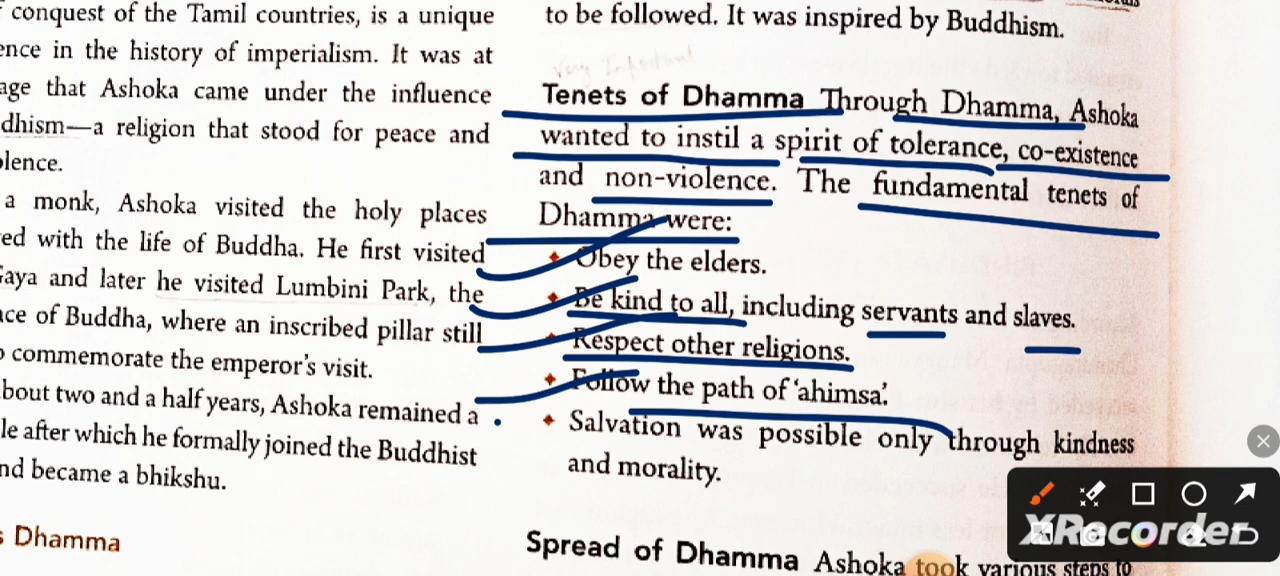 conquest of the Tamil countries, is a unique
ence in the history of imperialism. It was at
age that Ashoka came under the influence
dhism—a religion that stood for peace and
olence.
a monk, Ashoka visited the holy places
ed with the life of Buddha. He first visited
Gaya and later he visited Lumbini Park, the
ace of Buddha, where an inscribed pillar still
o commemorate the emperor's visit.
bout two and a half years, Ashoka remained a
le after which he formally joined the Buddhist
nd became a bhikshu.
s Dhamma
to be followed. It was inspired by Buddhism.
Very Important
Tenets of Dhamma Through Dhamma, Ashoka
wanted to instil a spirit of tolerance, co-existence
and non-violence. The fundamental tenets of
Dhamma were:
Obey the elders.
Be kind to all, including servants and slaves.
Respect other religions.
Follow the path of 'ahimsa'.
Salvation was possible only through kindness
and morality.
Spread of Dhamma Ashoka took various steps to
XRecorder